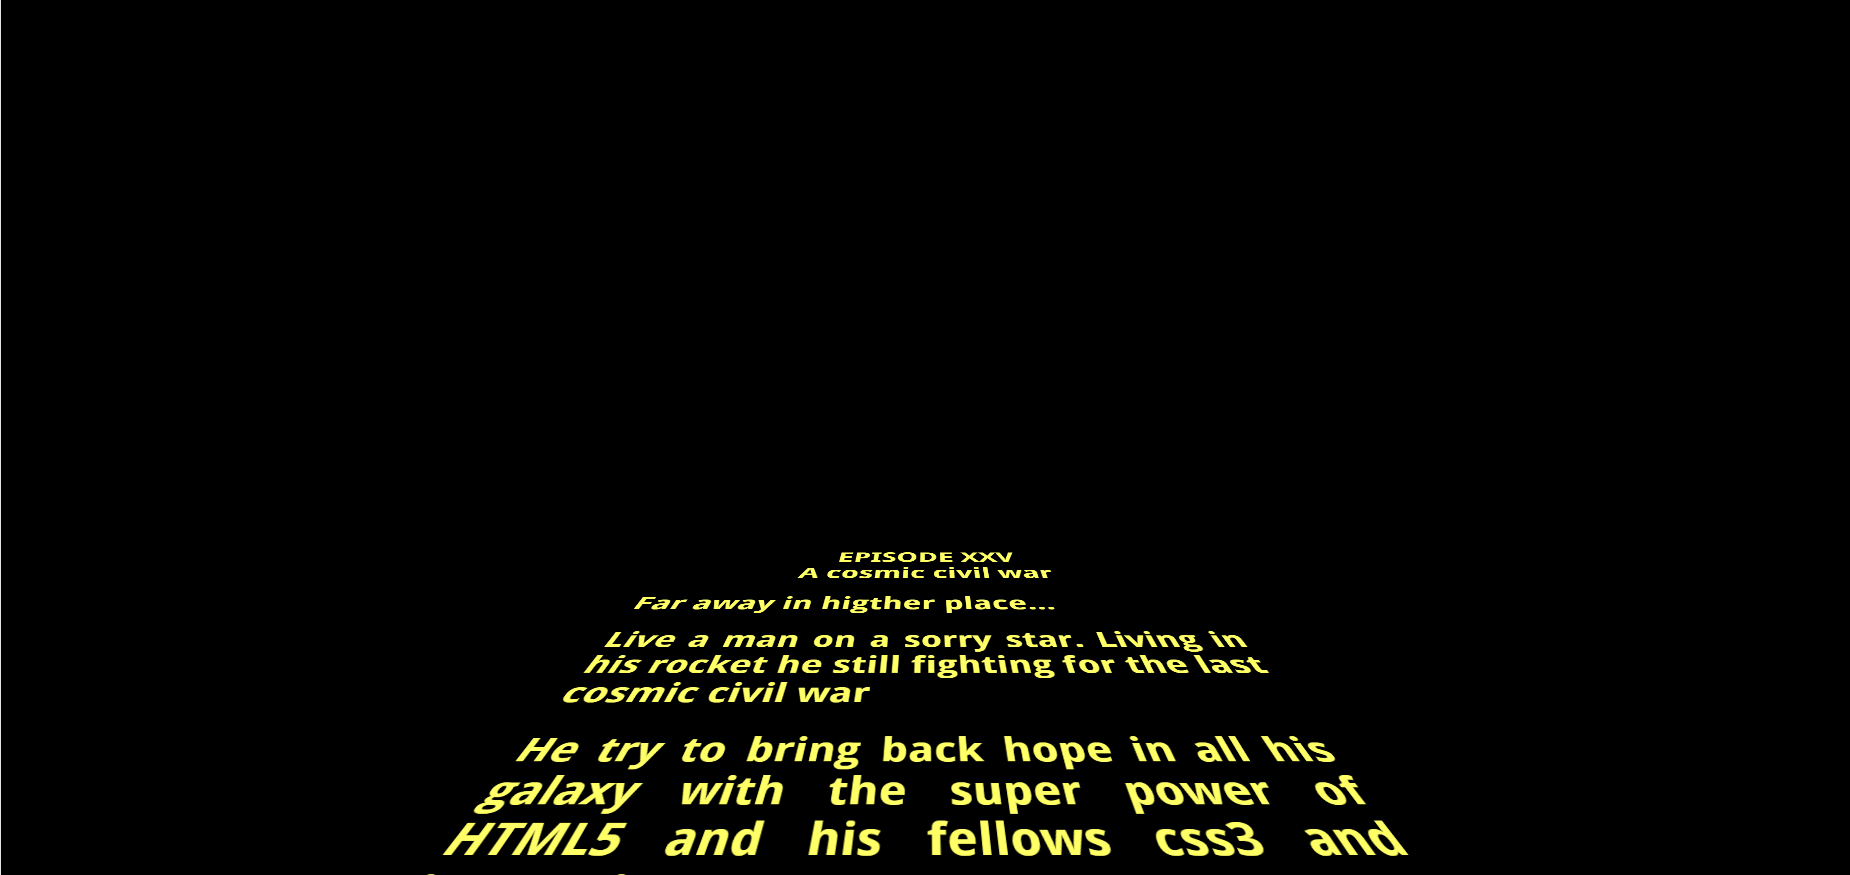 EPISODE XXV
A cosmic civil war
Far away in higther place...
Live a man on a sorry star. Living in
his rocket he still fighting for the last
cosmic civil war
He try to bring back hope in all his
galaxy with the super power of
HTML5 and his fellows css3 and